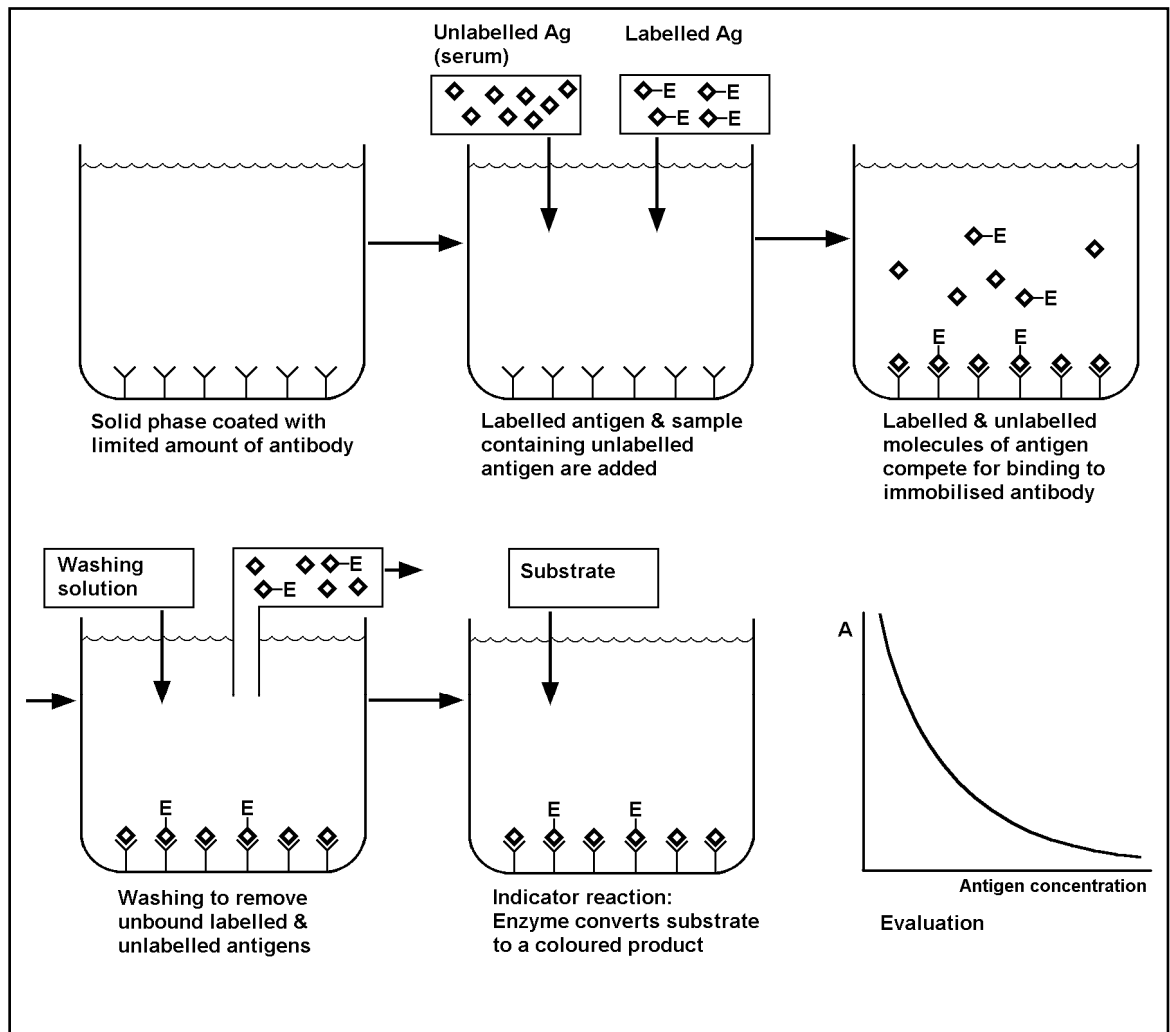 Unlabelled Ag
(serum)
Labelled Ag
E
E
E
E
E
E
E
E
Solid phase coated with
limited amount of antibody
Labelled antigen & sample
containing unlabelled
antigen are added
Labelled & unlabelled
molecules of antigen
compete for binding to
immobilised antibody
Washing
solution
E
E
E
E
Washing to remove
unbound labelled &
unlabelled antigens
Substrate
E
E
Indicator reaction:
Enzyme converts substrate
to a coloured product
A
Antigen concentration
Evaluation